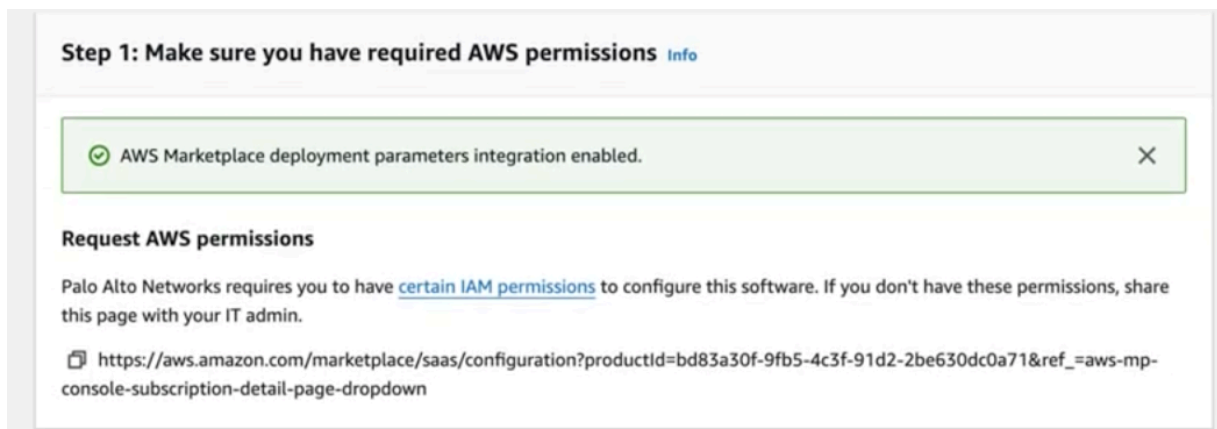 Step 1: Make sure you have required AWS permissions Info
AWS Marketplace deployment parameters integration enabled.
Request AWS permissions
Palo Alto Networks requires you to have certain IAM permissions to configure this software. If you don't have these permissions, share
this page with your IT admin.
https://aws.amazon.com/marketplace/saas/configuration?productId=bd83a30f-9fb5-4c3f-91d2-2be630dc0a71&ref_=aws-mp-
console-subscription-detail-page-dropdown